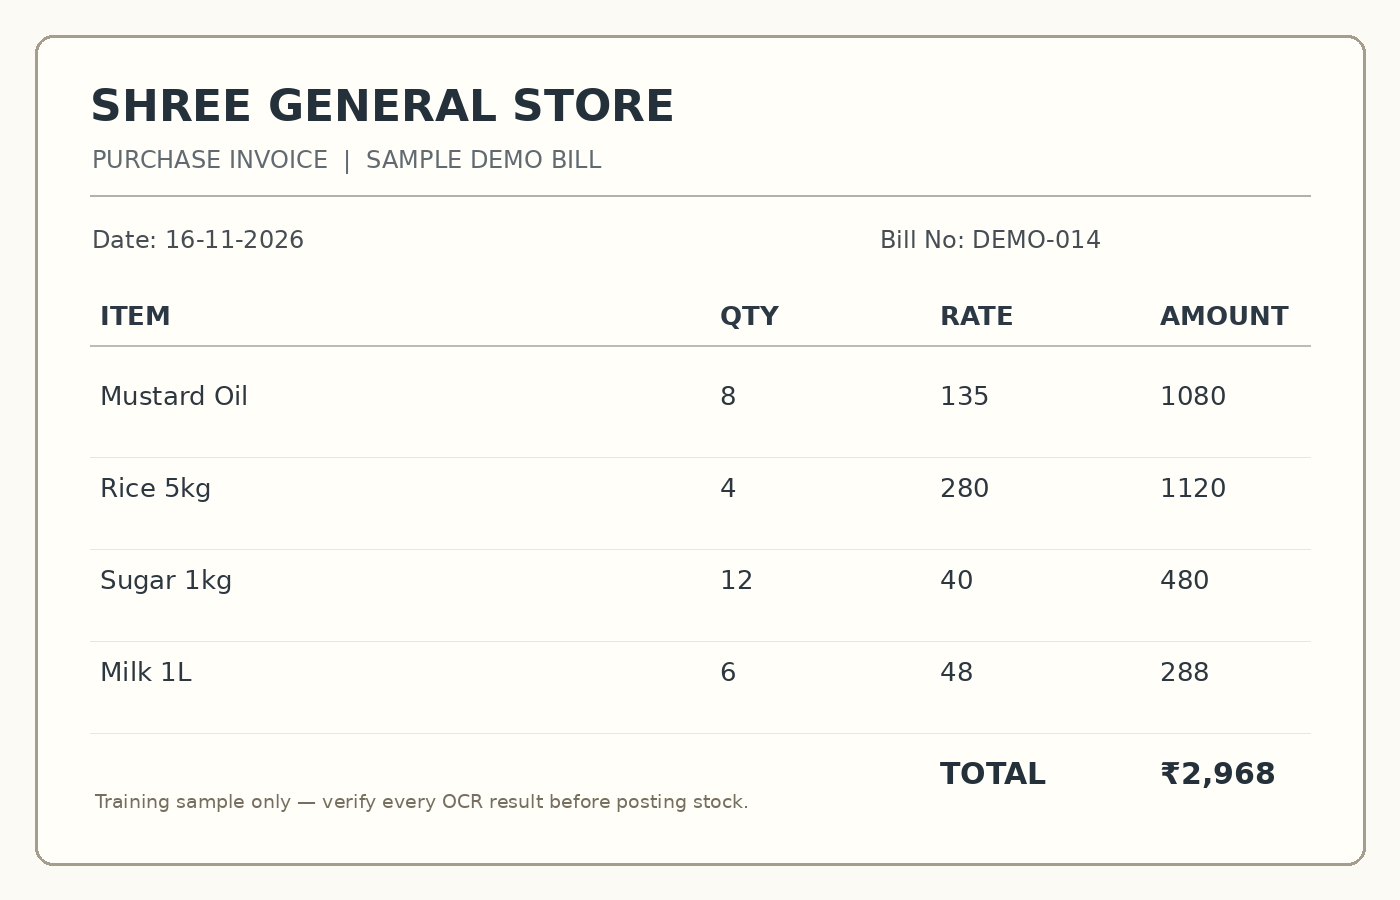 SHREE GENERAL STORE
PURCHASE INVOICE | SAMPLE DEMO BILL
Date: 16-11-2026 Bill No: DEMO-014
ITEM QTY RATE AMOUNT
Mustard Oil 8 135 1080
Rice 5kg 4 280 1120
Sugar 1kg 12 40 480
Milk 1L 6 48 288
TOTAL ₹2,968
Training sample only — verify every OCR result before posting stock.